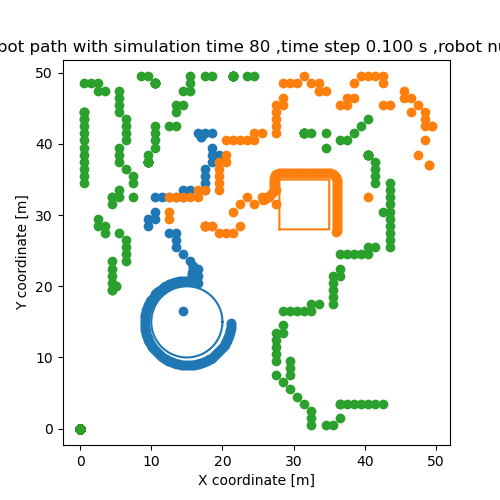 bot path with simulation time 80 ,time step 0.100 s ,robot nu
50
40
30
20
10
0
Y coordinate [m]
0 10 20 30 40 50
X coordinate [m]